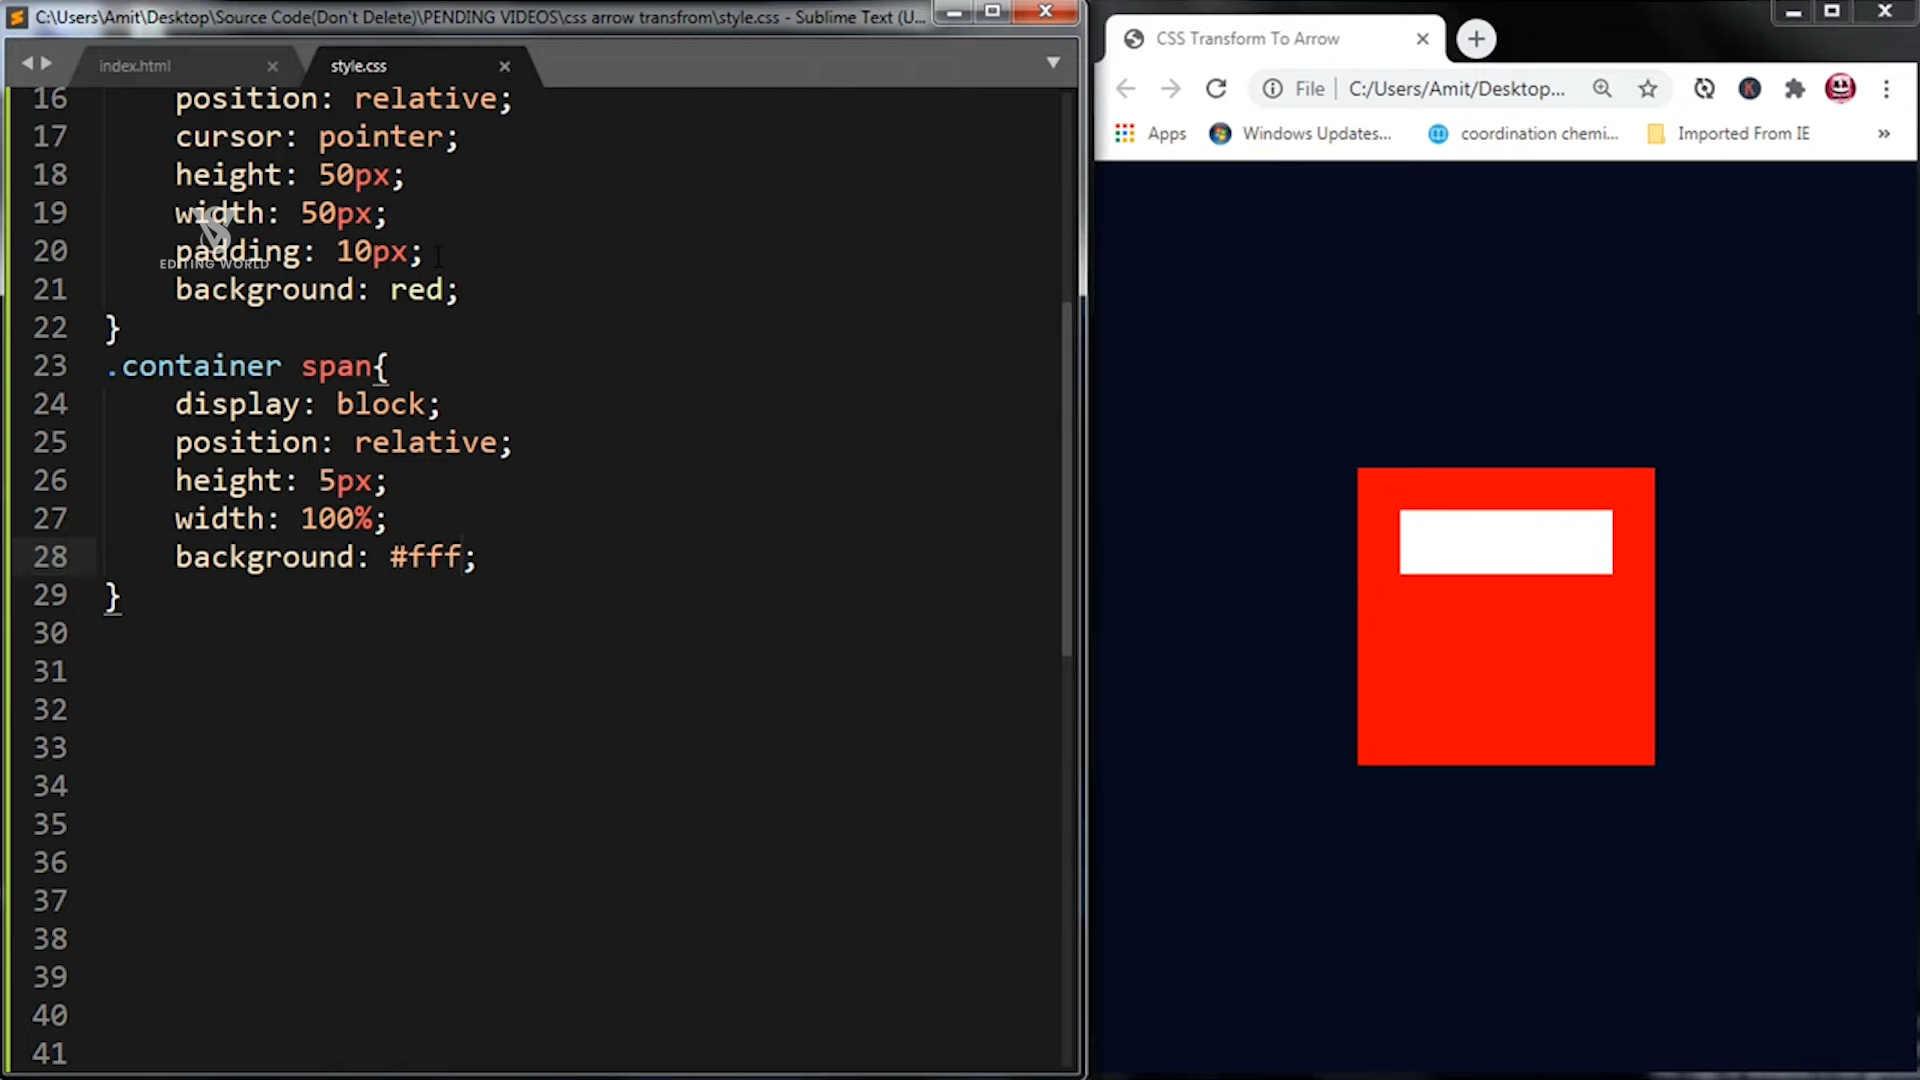 C:\Users\Amit\Desktop\Source Code(Don't Delete)\PENDING VIDEOS\css arrow transfrom\style.css - Sublime Text (U...
index.html
style.css
16 position: relative;
17 cursor: pointer;
18 height: 50px;
19 width: 50px;
20 padding: 10px;
EDITING WORLD
21 background: red;
22 }
23 .container span{
24 display: block;
25 position: relative;
26 height: 5px;
27 width: 100%;
28 background: #fff;
29 }
30
31
32
33
34
35
36
37
38
39
40
41
CSS Transform To Arrow
File | C:/Users/Amit/Desktop...
K
Apps Windows Updates... coordination chemi... Imported From IE »